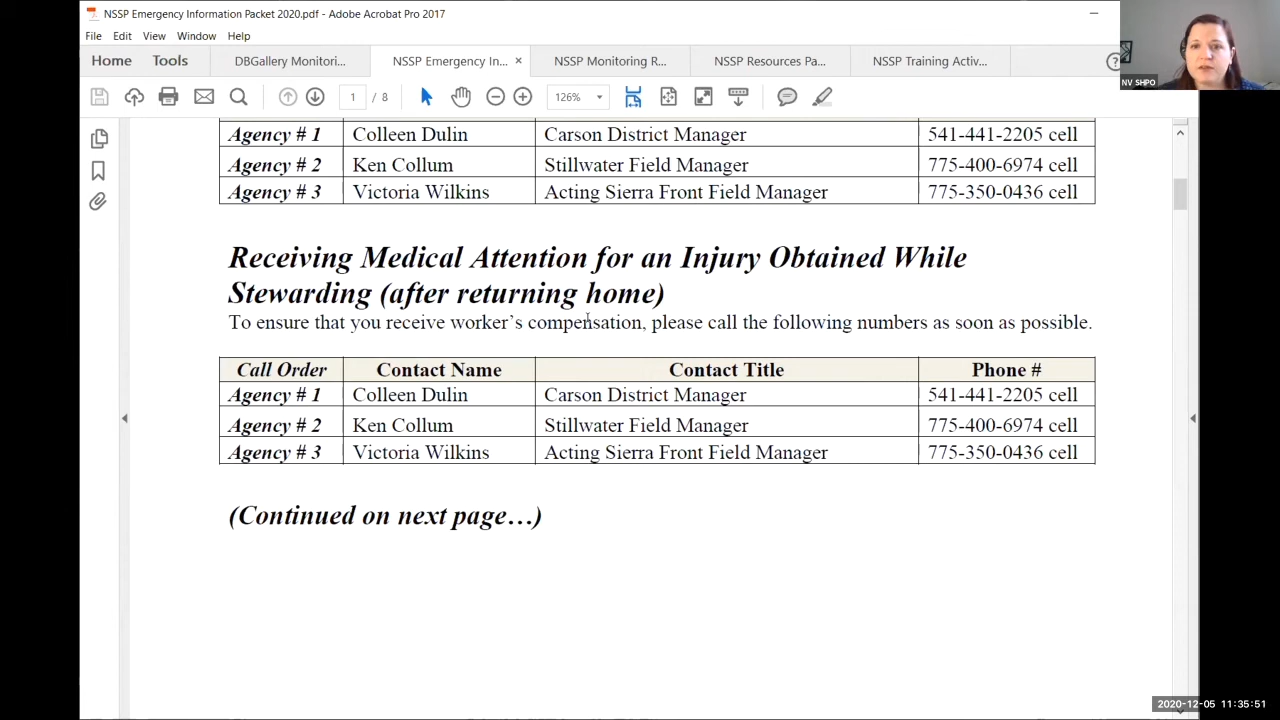 NSSP Emergency Information Packet 2020.pdf - Adobe Acrobat Pro 2017
File Edit View Window Help
Home Tools DBGallery Monitori... NSSP Emergency In... × NSSP Monitoring R... NSSP Resources Pa... NSSP Training Activ...
1 / 8 126%
NV SHPO
Agency # 1 Colleen Dulin Carson District Manager 541-441-2205 cell
Agency # 2 Ken Collum Stillwater Field Manager 775-400-6974 cell
Agency # 3 Victoria Wilkins Acting Sierra Front Field Manager 775-350-0436 cell
Receiving Medical Attention for an Injury Obtained While
Stewarding (after returning home)
To ensure that you receive worker's compensation, please call the following numbers as soon as possible.
Call Order Contact Name Contact Title Phone #
Agency # 1 Colleen Dulin Carson District Manager 541-441-2205 cell
Agency # 2 Ken Collum Stillwater Field Manager 775-400-6974 cell
Agency # 3 Victoria Wilkins Acting Sierra Front Field Manager 775-350-0436 cell
(Continued on next page…)
2020-12-05 11:35:51